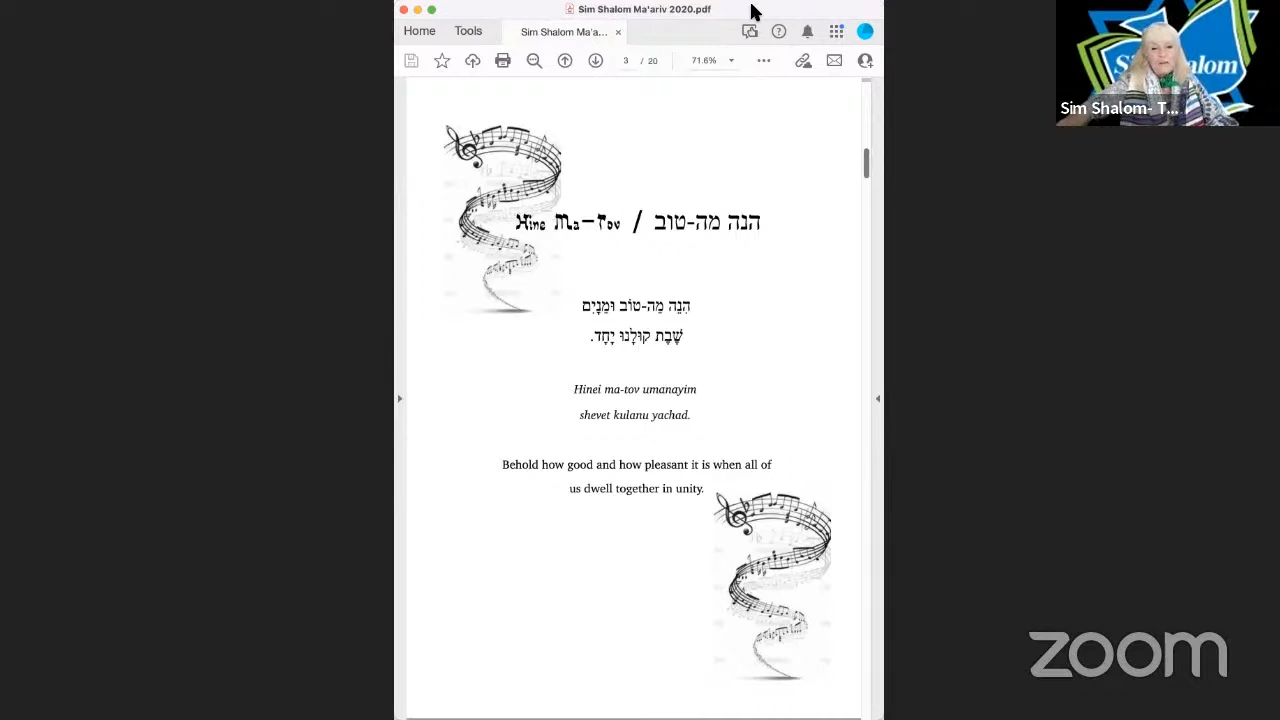 Sim Shalom Ma'ariv 2020.pdf
Home Tools Sim Shalom Ma'a... ×
3 / 20 71.6%
Hine Ma-Tov / הנה מה-טוב
הִנֵּה מַה-טוֹב וּמַנָיִם
שֶׁבֶת קוּלָנוּ יָחָד.
Hinei ma-tov umanayim
shevet kulanu yachad.
Behold how good and how pleasant it is when all of
us dwell together in unity.
Sim Shalom- T...
zoom